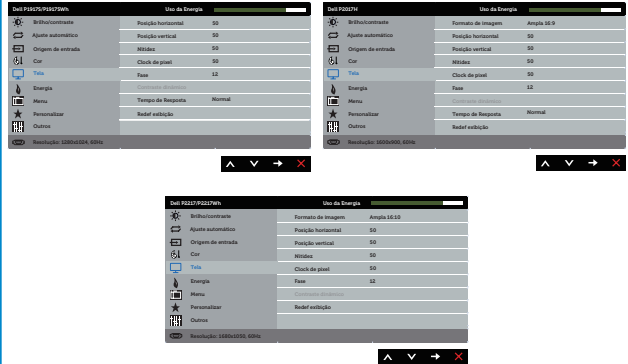 Dell P1917S/P1917SWh Uso da Energia
Brilho/contraste Posição horizontal 50
Ajuste automático Posição vertical 50
Origem de entrada Nitidez 50
Cor Clock de pixel 50
Tela Fase 12
Energia Contraste dinâmico
Menu Tempo de Resposta Normal
Personalizar Redef exibição
Outros
Resolução: 1280x1024, 60Hz
Dell P2017H Uso da Energia
Brilho/contraste Formato de imagem Ampla 16:9
Ajuste automático Posição horizontal 50
Origem de entrada Posição vertical 50
Cor Nitidez 50
Tela Clock de pixel 50
Energia Fase 12
Menu Contraste dinâmico
Personalizar Tempo de Resposta Normal
Outros Redef exibição
Resolução: 1600x900, 60Hz
Dell P2217/P2217Wh Uso da Energia
Brilho/contraste Formato de imagem Ampla 16:10
Ajuste automático Posição horizontal 50
Origem de entrada Posição vertical 50
Cor Nitidez 50
Tela Clock de pixel 50
Energia Fase 12
Menu Contraste dinâmico
Personalizar Redef exibição
Outros
Resolução: 1680x1050, 60Hz